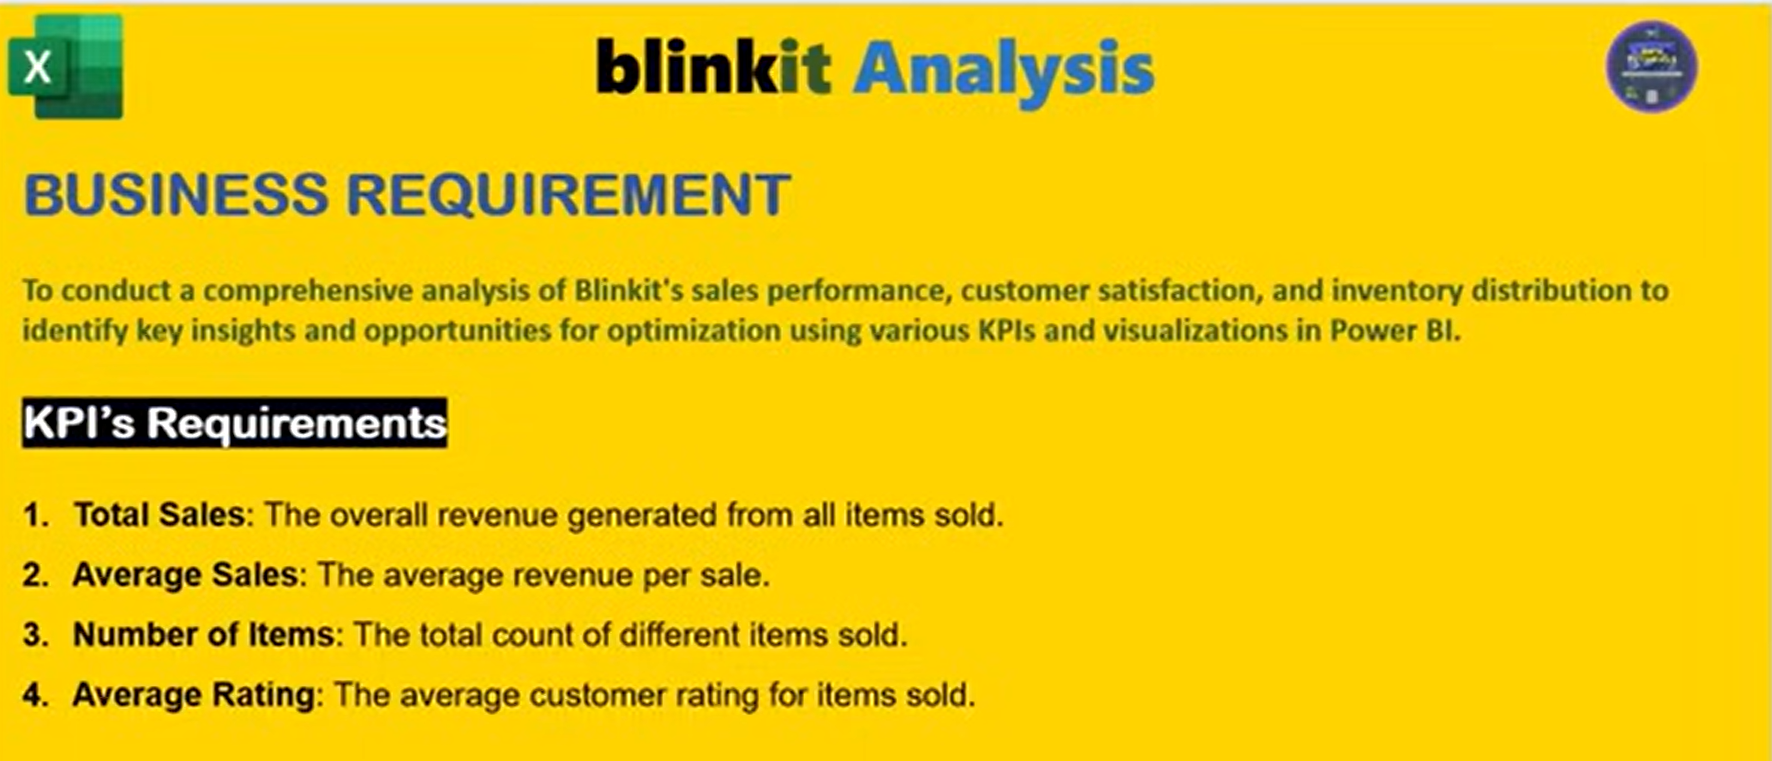 X
blinkit Analysis
BUSINESS REQUIREMENT
To conduct a comprehensive analysis of Blinkit's sales performance, customer satisfaction, and inventory distribution to
identify key insights and opportunities for optimization using various KPIs and visualizations in Power BI.
KPI’s Requirements
1. Total Sales: The overall revenue generated from all items sold.
2. Average Sales: The average revenue per sale.
3. Number of Items: The total count of different items sold.
4. Average Rating: The average customer rating for items sold.